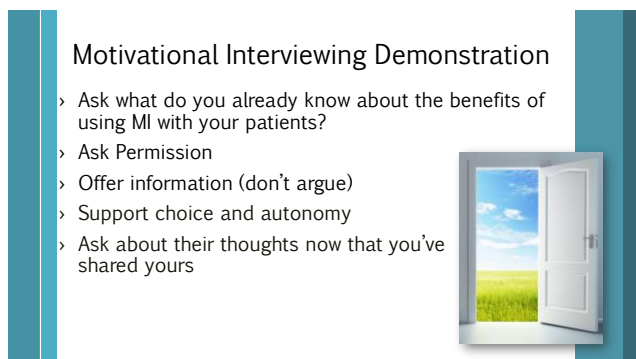 Motivational Interviewing Demonstration
› Ask what do you already know about the benefits of
using MI with your patients?
› Ask Permission
› Offer information (don’t argue)
› Support choice and autonomy
› Ask about their thoughts now that you’ve
shared yours